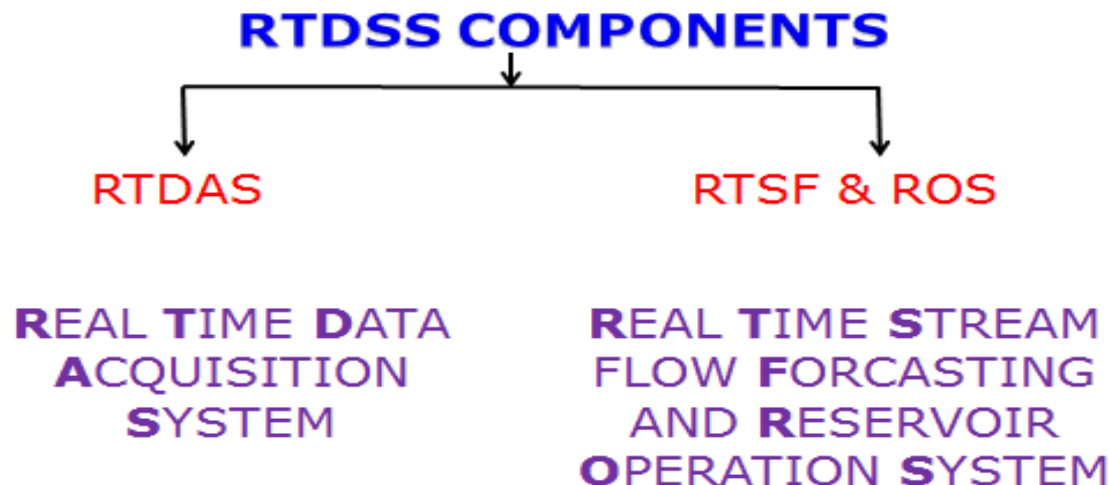 RTDSS COMPONENTS
RTDAS
RTSF & ROS
REAL TIME DATA
ACQUISITION
SYSTEM
REAL TIME STREAM
FLOW FORCASTING
AND RESERVOIR
OPERATION SYSTEM